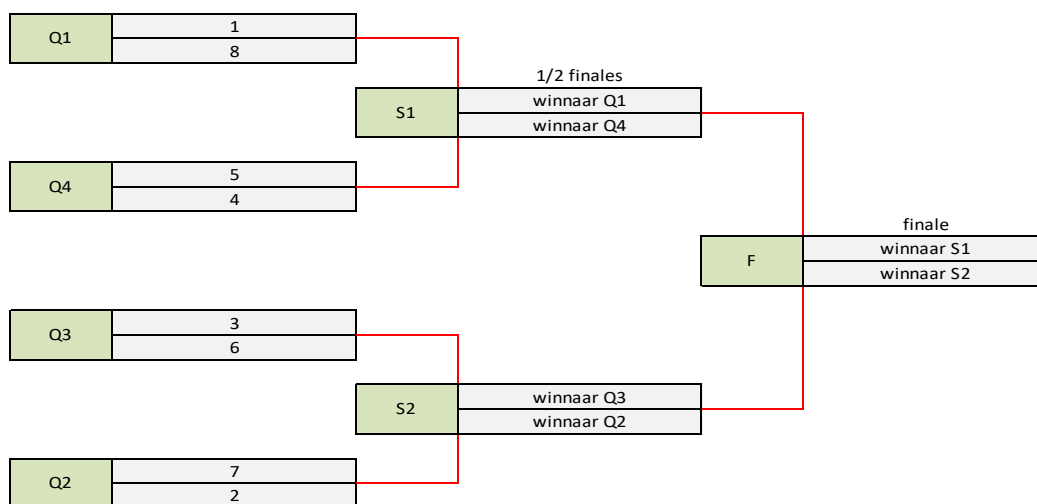 Q1
1
8
1/2 finales
S1
winnaar Q1
winnaar Q4
Q4
5
4
finale
F
winnaar S1
winnaar S2
Q3
3
6
S2
winnaar Q3
winnaar Q2
Q2
7
2